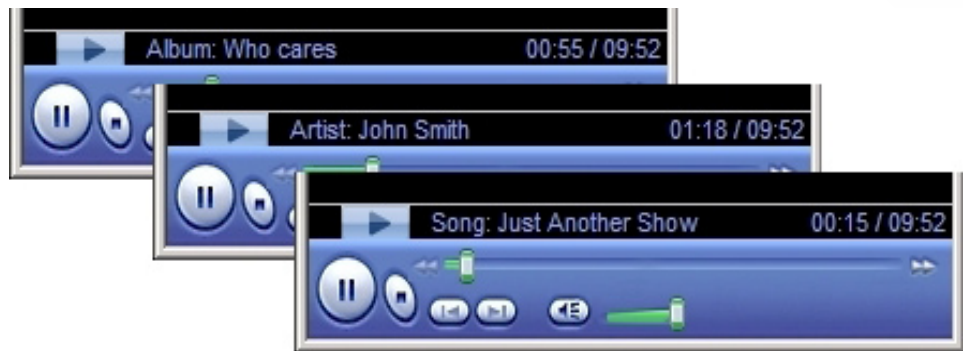 Album: Who cares 00:55 / 09:52
Artist: John Smith 01:18 / 09:52
Song: Just Another Show 00:15 / 09:52